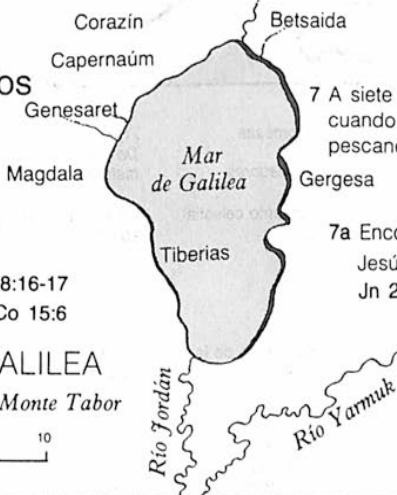 Corazín
Betsaida
Capernaúm
OS
Genesaret
7 A siete
cuando
pescand
Mar
de Galilea
Magdala
Gergesa
7a Enco
Jesú
Jn 2
Tiberias
8:16-17
Co 15:6
ALILEA
Monte Tabor
10
Río Jordán
Río Yarmuk